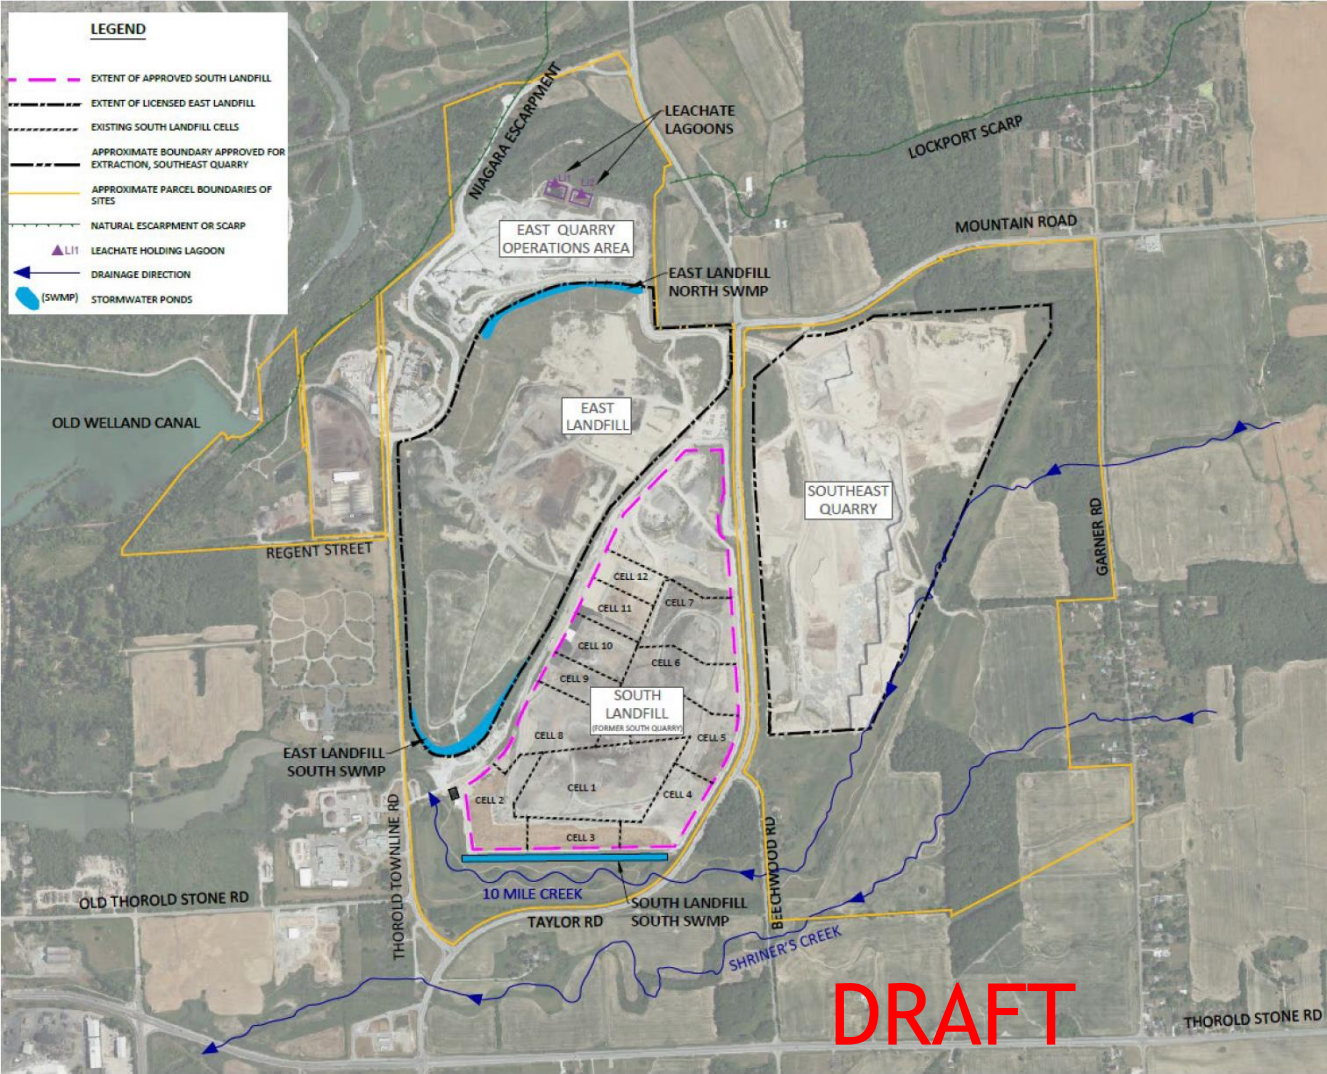 LEGEND
EXTENT OF APPROVED SOUTH LANDFILL
EXTENT OF LICENSED EAST LANDFILL
EXISTING SOUTH LANDFILL CELLS
APPROXIMATE BOUNDARY APPROVED FOR
EXTRACTION, SOUTHEAST QUARRY
APPROXIMATE PARCEL BOUNDARIES OF
SITES
NATURAL ESCARPMENT OR SCARP
LI1 LEACHATE HOLDING LAGOON
DRAINAGE DIRECTION
(SWMP) STORMWATER PONDS
NIAGARA ESCARPMENT
LEACHATE
LAGOONS
LI1
LI2
LOCKPORT SCARP
EAST QUARRY
OPERATIONS AREA
MOUNTAIN ROAD
EAST LANDFILL
NORTH SWMP
OLD WELLAND CANAL
EAST
LANDFILL
SOUTHEAST
QUARRY
GARNER RD
REGENT STREET
CELL 12
CELL 7
CELL 11
CELL 10
CELL 6
CELL 9
SOUTH
LANDFILL
(FORMER SOUTH QUARRY)
CELL 8
CELL 5
EAST LANDFILL
SOUTH SWMP
CELL 1
CELL 2
CELL 4
CELL 3
THOROLD TOWNLINE RD
BEECHWOOD RD
10 MILE CREEK
OLD THOROLD STONE RD
TAYLOR RD
SOUTH LANDFILL
SOUTH SWMP
SHRINER'S CREEK
DRAFT
THOROLD STONE RD